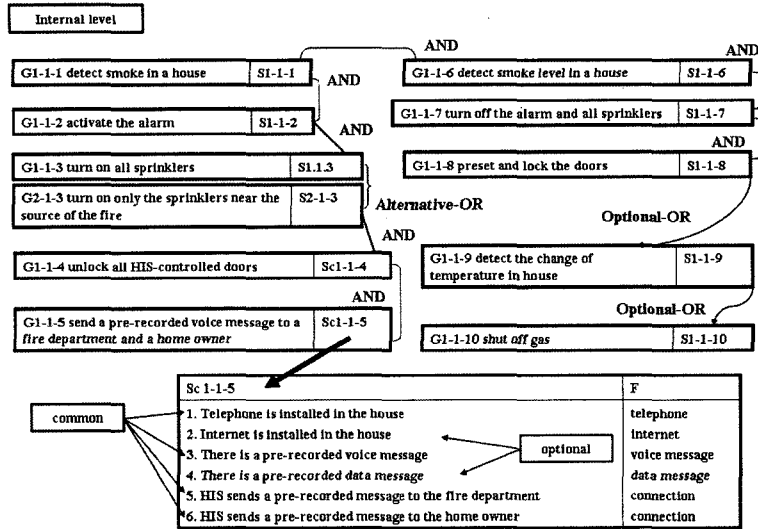 Internal level
AND
AND
G1-1-1 detect smoke in a house S1-1-1
G1-1-6 detect smoke level in a house S1-1-6
AND
G1-1-2 activate the alarm S1-1-2
G1-1-7 turn off the alarm and all sprinklers S1-1-7
AND
AND
G1-1-3 turn on all sprinklers S1.1.3
G1-1-8 preset and lock the doors S1-1-8
G2-1-3 turn on only the sprinklers near the
source of the fire
S2-1-3
Alternative-OR
Optional-OR
AND
G1-1-4 unlock all HIS-controlled doors Sc1-1-4
G1-1-9 detect the change of
temperature in house
S1-1-9
AND
Optional-OR
G1-1-5 send a pre-recorded voice message to a
fire department and a home owner
Sc1-1-5
G1-1-10 shut off gas S1-1-10
Sc 1-1-5 F
common
1. Telephone is installed in the house telephone
2. Internet is installed in the house internet
optional
3. There is a pre-recorded voice message voice message
4. There is a pre-recorded data message data message
5. HIS sends a pre-recorded message to the fire department connection
6. HIS sends a pre-recorded message to the home owner connection